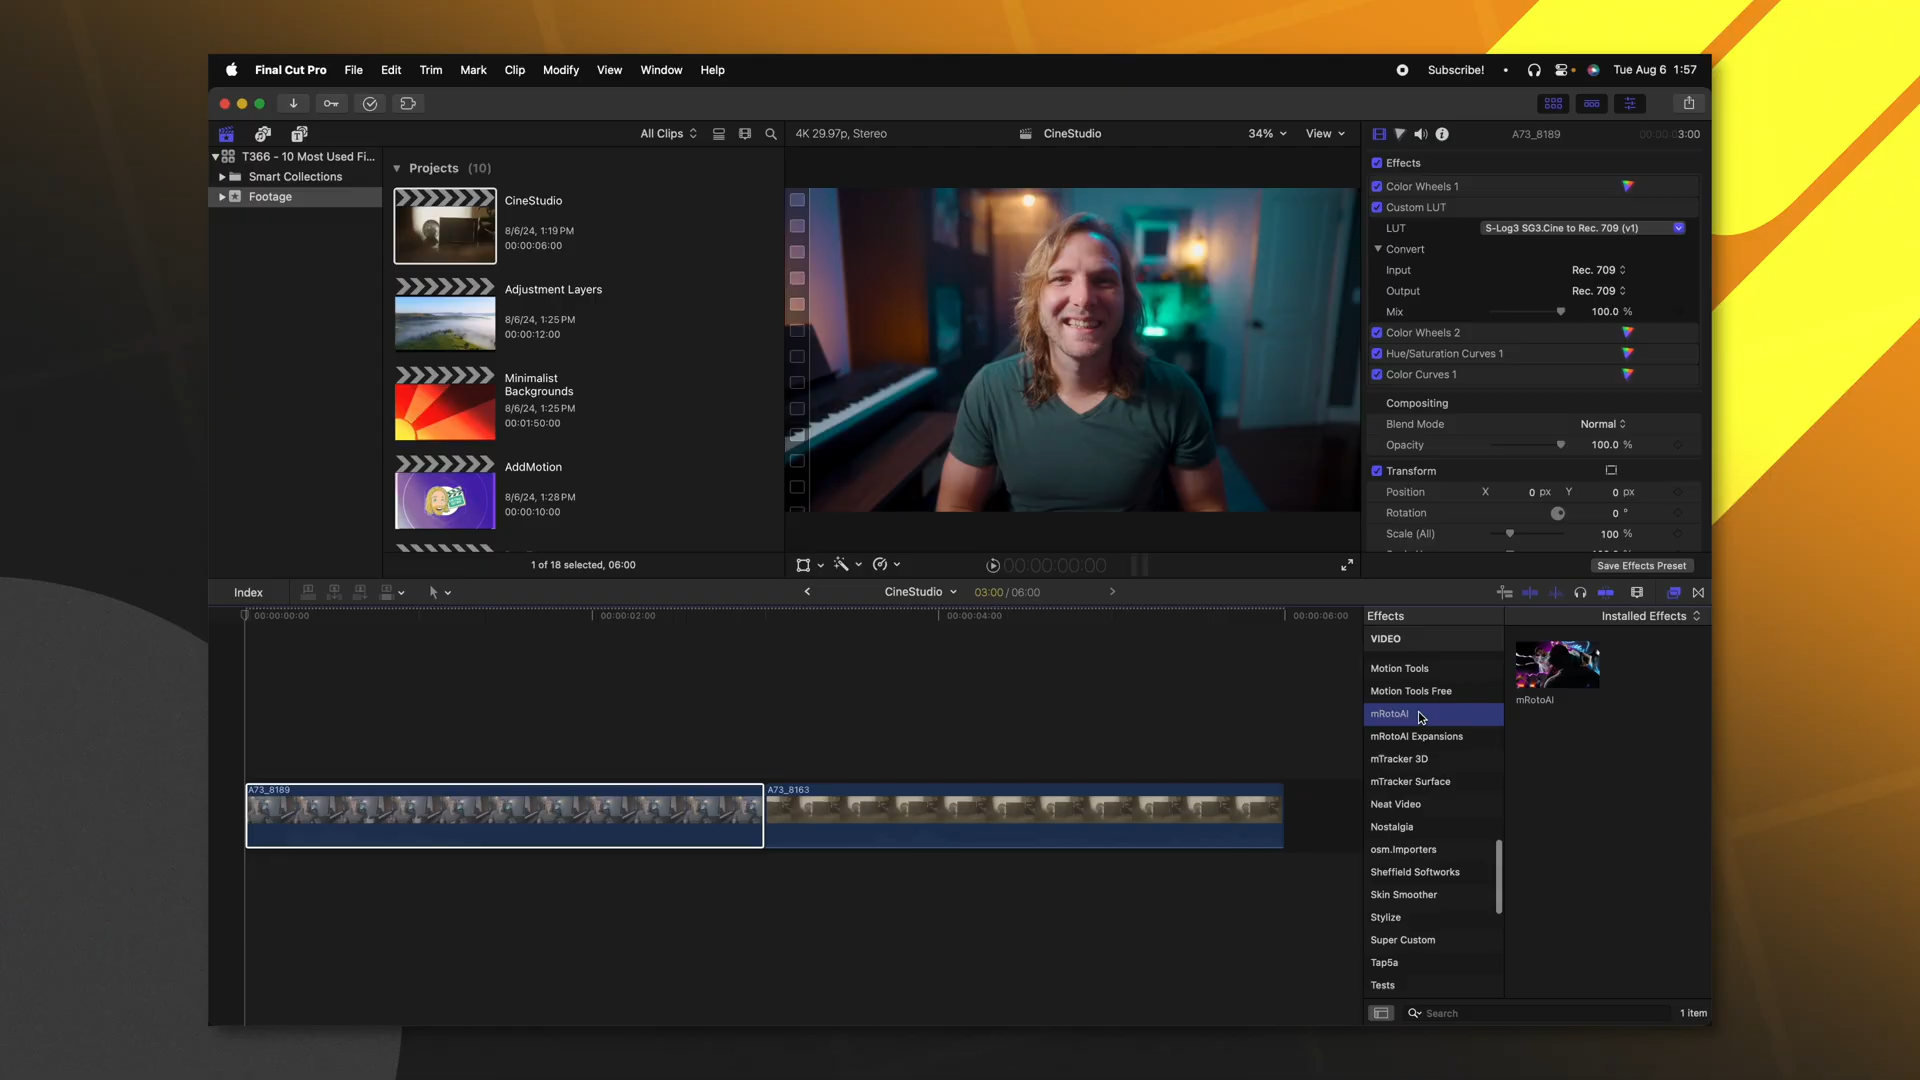 Final Cut Pro File Edit Trim Mark Clip Modify View Window Help Subscribe! Tue Aug 6 1:57
All Clips
4K 29.97p, Stereo CineStudio 34% View
A73_8189 00:00:03:00
T366 - 10 Most Used Fi...
Smart Collections
Footage
Projects (10)
CineStudio
8/6/24, 1:19 PM
00:00:06:00
Adjustment Layers
8/6/24, 1:25 PM
00:00:12:00
Minimalist
Backgrounds
8/6/24, 1:25 PM
00:01:50:00
AddMotion
8/6/24, 1:28 PM
00:00:10:00
1 of 18 selected, 06:00
00:00:00:00
Effects
Color Wheels 1
Custom LUT
LUT S-Log3 SG3.Cine to Rec. 709 (v1)
Convert
Input Rec. 709
Output Rec. 709
Mix 100.0 %
Color Wheels 2
Hue/Saturation Curves 1
Color Curves 1
Compositing
Blend Mode Normal
Opacity 100.0 %
Transform
Position X 0 px Y 0 px
Rotation 0 °
Scale (All) 100 %
Save Effects Preset
Index
CineStudio 03:00 / 06:00
00:00:00:00 00:00:02:00 00:00:04:00 00:00:06:00
A73_8189 A73_8163
Effects Installed Effects
VIDEO
Motion Tools
Motion Tools Free
mRotoAI
mRotoAI Expansions
mTracker 3D
mTracker Surface
Neat Video
Nostalgia
osm.Importers
Sheffield Softworks
Skin Smoother
Stylize
Super Custom
Tap5a
Tests
mRotoAI
Search 1 item